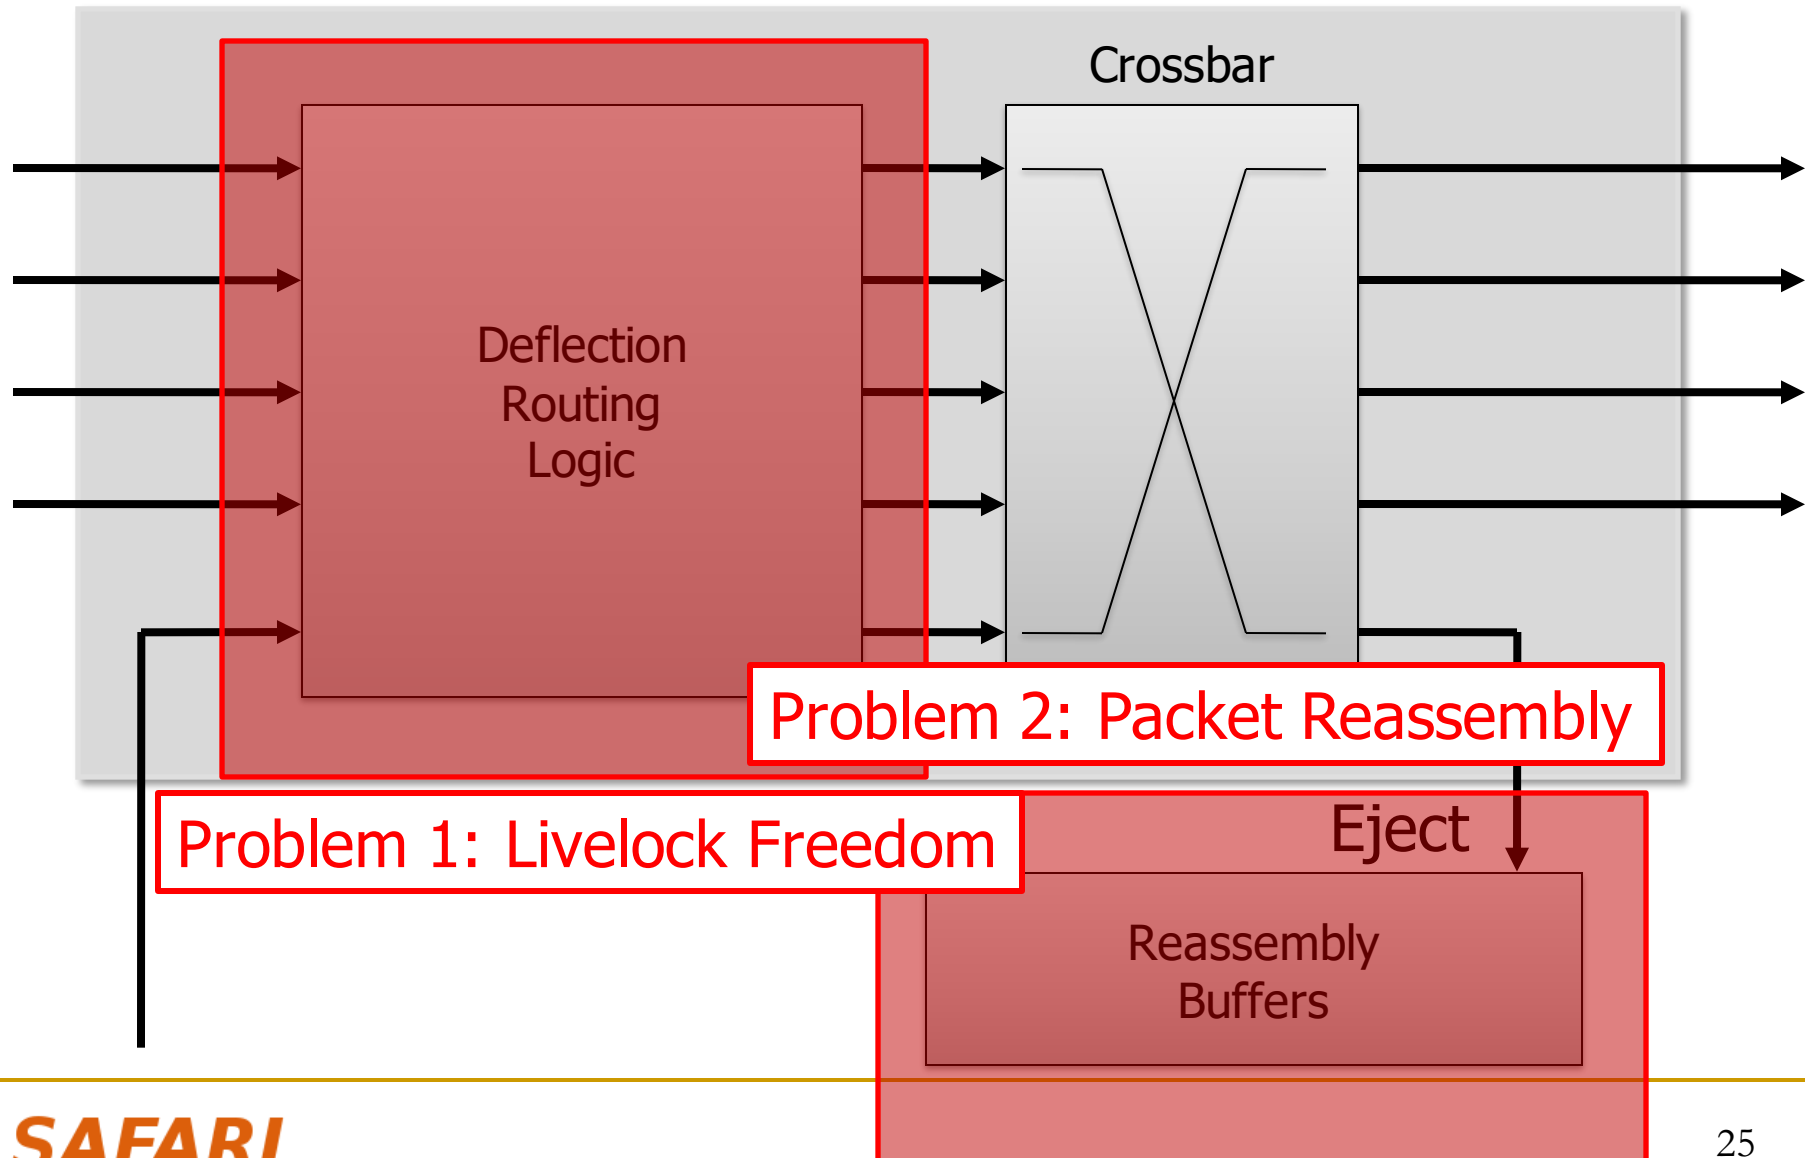 Crossbar
Deflection
Routing
Logic
Problem 2: Packet Reassembly
Problem 1: Livelock Freedom
Eject
Reassembly
Buffers
SAFARI
25